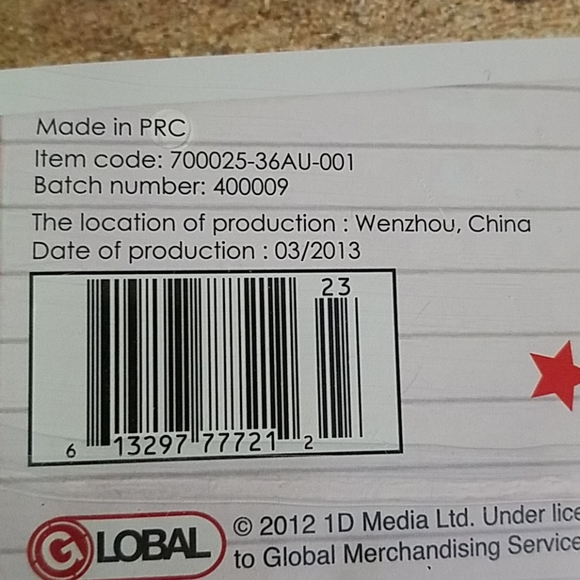 Made in PRC
Item code: 700025-36AU-001
Batch number: 400009
The location of production : Wenzhou, China
Date of production : 03/2013
23
6 13297 77721 2
GLOBAL
© 2012 1D Media Ltd. Under lice
to Global Merchandising Service